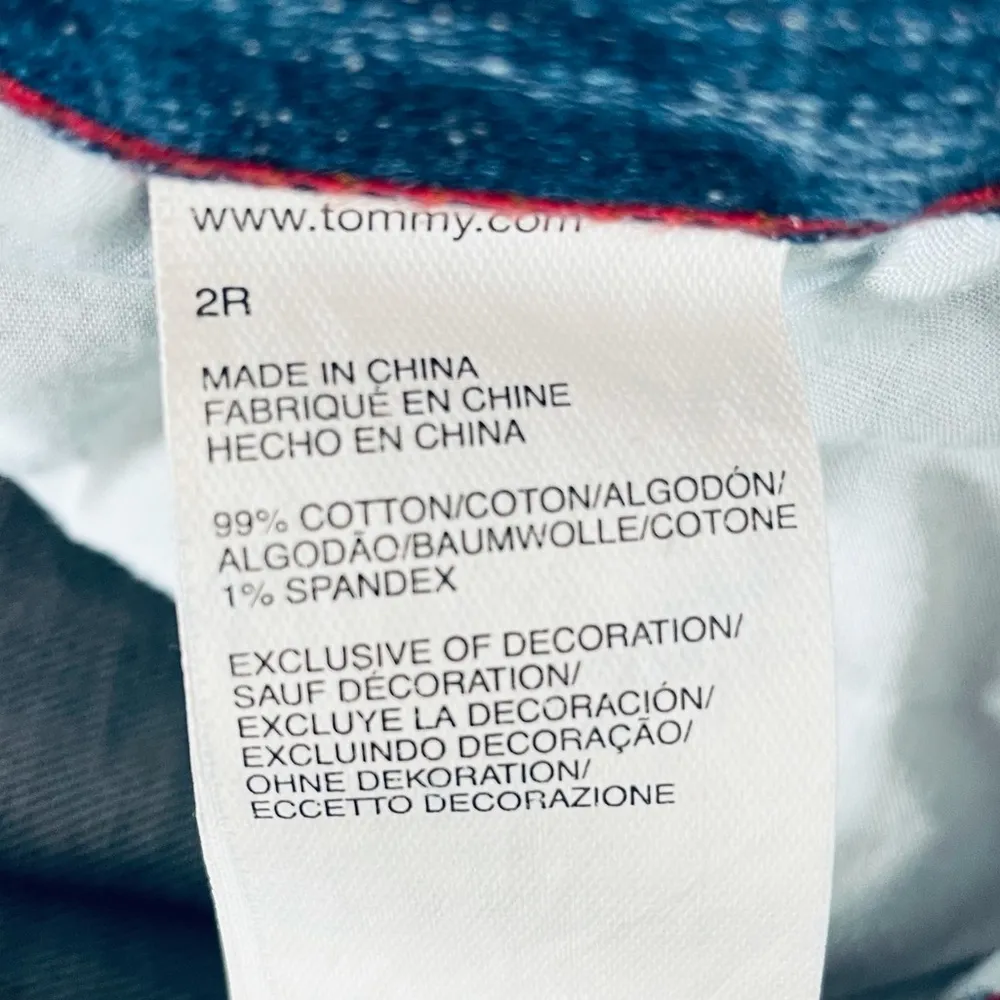 www.tommy.com
2R
MADE IN CHINA
FABRIQUÉ EN CHINE
HECHO EN CHINA
99% COTTON/COTON/ALGODÓN/
ALGODÃO/BAUMWOLLE/COTONE
1% SPANDEX
EXCLUSIVE OF DECORATION/
SAUF DÉCORATION/
EXCLUYE LA DECORACIÓN/
EXCLUINDO DECORAÇÃO/
OHNE DEKORATION/
ECCETTO DECORAZIONE